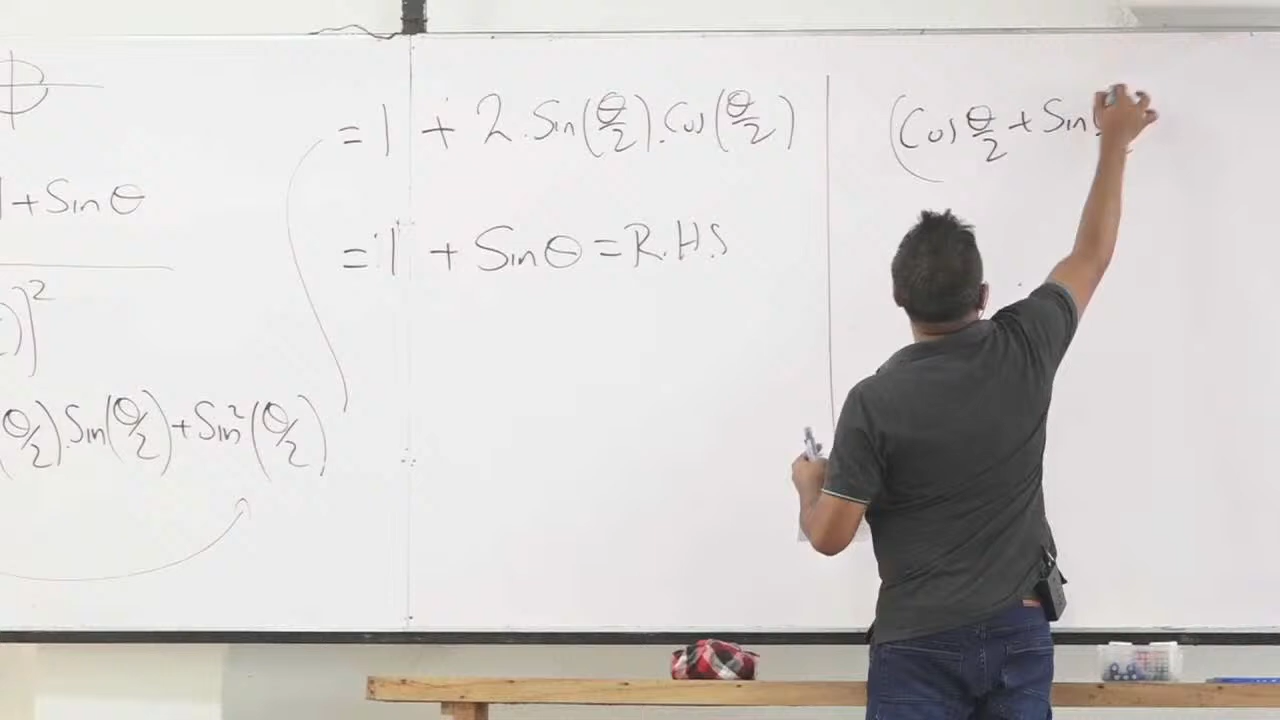 1 + Sin θ
)]²
(θ/2).Sin(θ/2) + Sin²(θ/2)
= 1 + 2.Sin(θ/2).Cos(θ/2)
= 1 + Sin θ = R.H.S
(Cos θ/2 + Sin